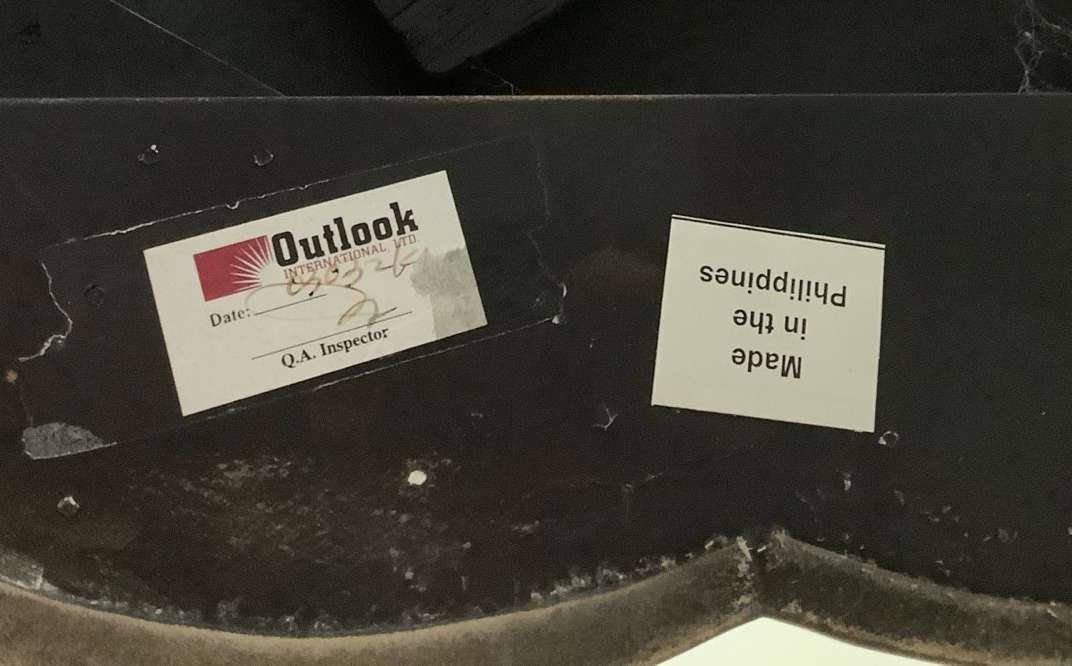 Outlook
INTERNATIONAL, LTD.
Date:
Q.A. Inspector
Made
in the
Philippines